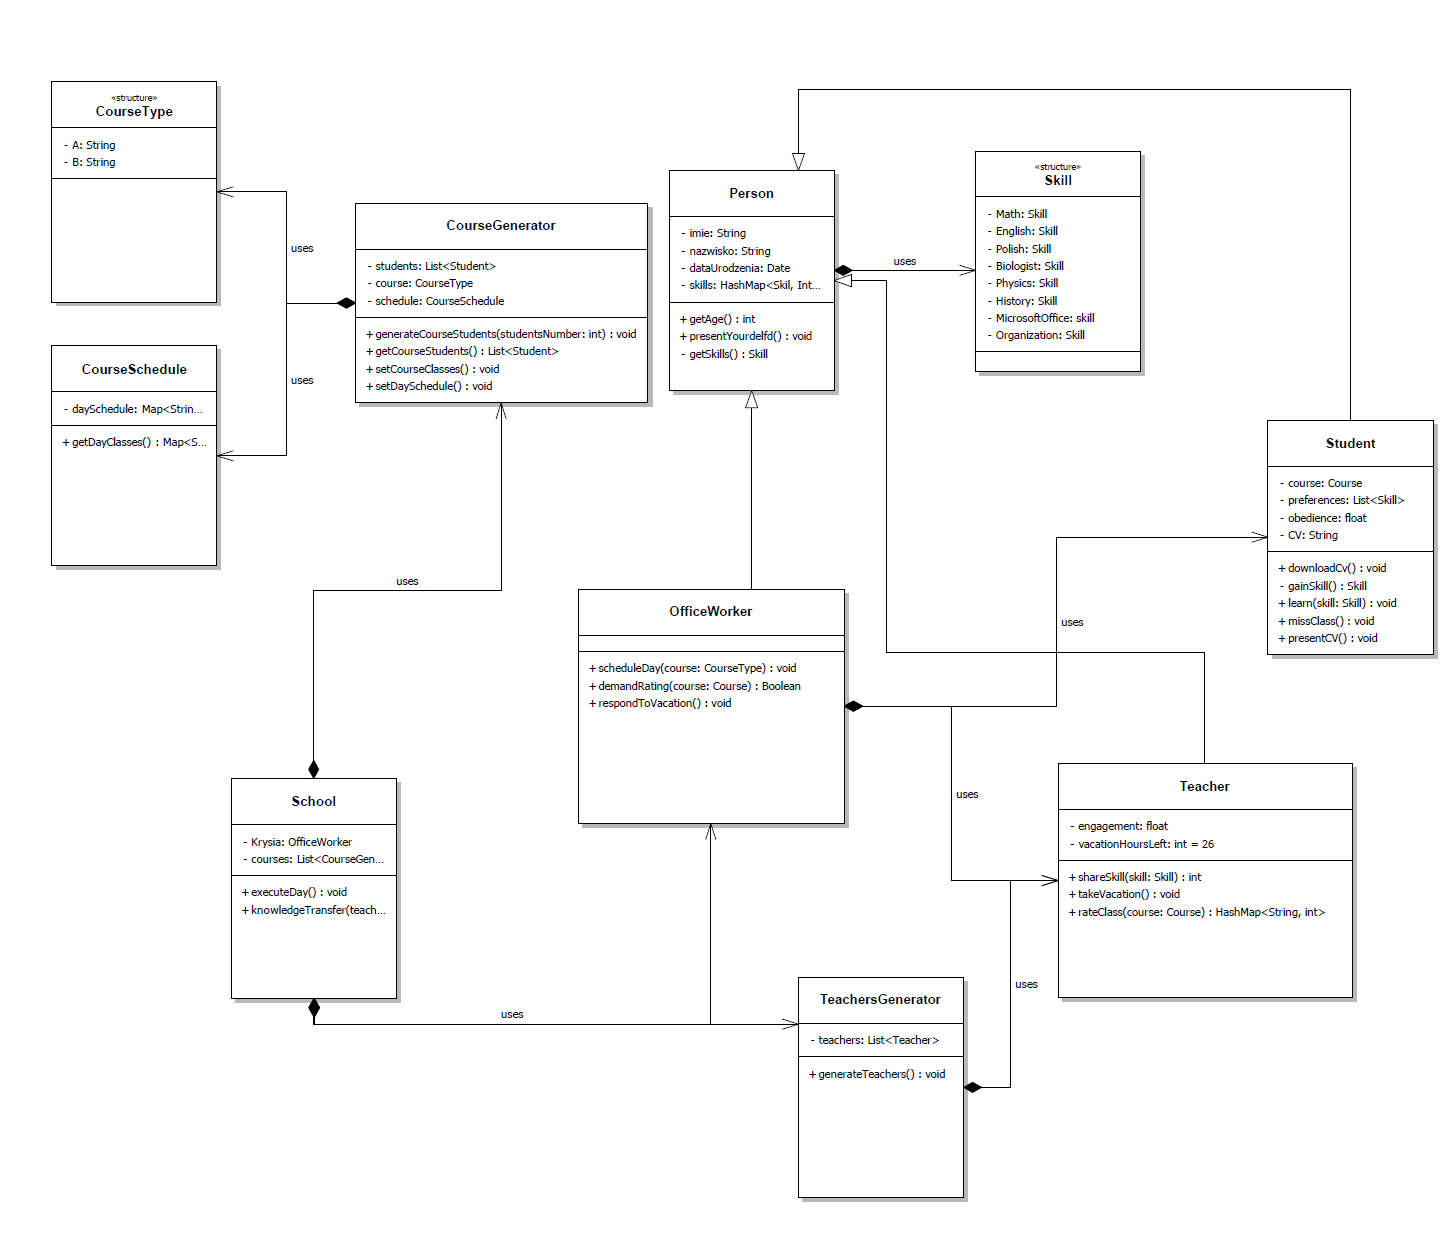 «structure»
CourseType
- A: String
- B: String
uses
CourseSchedule
- daySchedule: Map<Strin...
+ getDayClasses() : Map<S...
uses
CourseGenerator
- students: List<Student>
- course: CourseType
- schedule: CourseSchedule
+ generateCourseStudents(studentsNumber: int) : void
+ getCourseStudents() : List<Student>
+ setCourseClasses() : void
+ setDaySchedule() : void
Person
- imie: String
- nazwisko: String
- dataUrodzenia: Date
- skills: HashMap<Skil, Int...
+ getAge() : int
+ presentYourdelfd() : void
- getSkills() : Skill
uses
«structure»
Skill
- Math: Skill
- English: Skill
- Polish: Skill
- Biologist: Skill
- Physics: Skill
- History: Skill
- MicrosoftOffice: skill
- Organization: Skill
Student
- course: Course
- preferences: List<Skill>
- obedience: float
- CV: String
+ downloadCv() : void
- gainSkill() : Skill
+ learn(skill: Skill) : void
+ missClass() : void
+ presentCV() : void
uses
OfficeWorker
+ scheduleDay(course: CourseType) : void
+ demandRating(course: Course) : Boolean
+ respondToVacation() : void
uses
uses
School
- Krysia: OfficeWorker
- courses: List<CourseGen...
+ executeDay() : void
+ knowledgeTransfer(teach...
uses
Teacher
- engagement: float
- vacationHoursLeft: int = 26
+ shareSkill(skill: Skill) : int
+ takeVacation() : void
+ rateClass(course: Course) : HashMap<String, int>
uses
TeachersGenerator
- teachers: List<Teacher>
+ generateTeachers() : void
uses